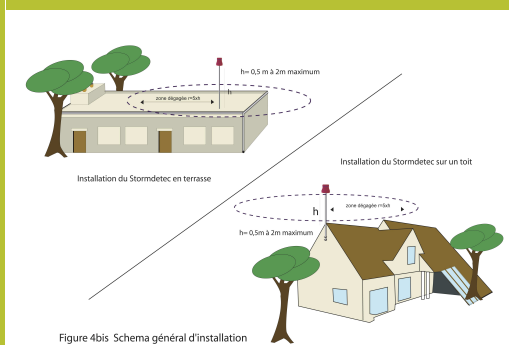 h= 0,5 m à 2m maximum
h
zone dégagée r=5xh
Installation du Stormdetec en terrasse
Installation du Stormdetec sur un toit
h
zone dégagée r=5xh
h= 0,5m à 2m maximum
Figure 4bis Schema général d'installation